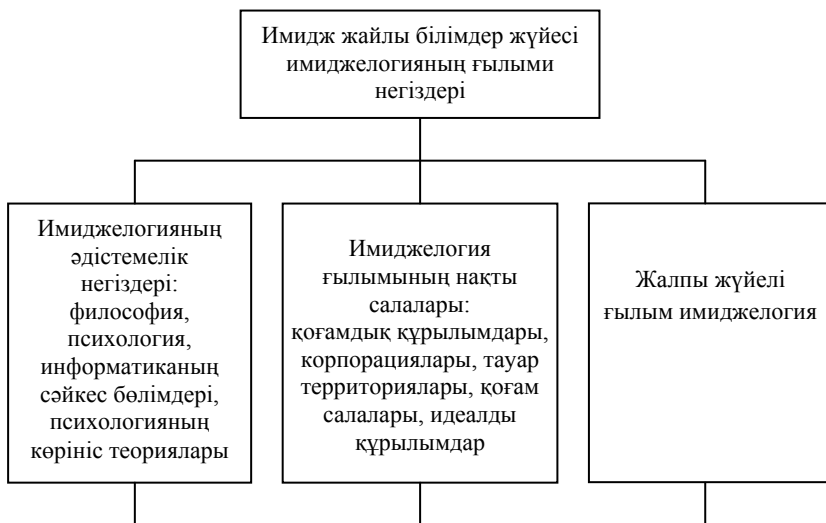 Имидж жайлы білімдер жүйесі
имиджелогияның ғылыми
негіздері
Имиджелогияның
әдістемелік
негіздері:
философия,
психология,
информатиканың
сәйкес бөлімдері,
психологияның
көрініс теориялары
Имиджелогия
ғылымының нақты
салалары:
қоғамдық құрылымдары,
корпорациялары, тауар
территориялары, қоғам
салалары, идеалды
құрылымдар
Жалпы жүйелі
ғылым имиджелогия